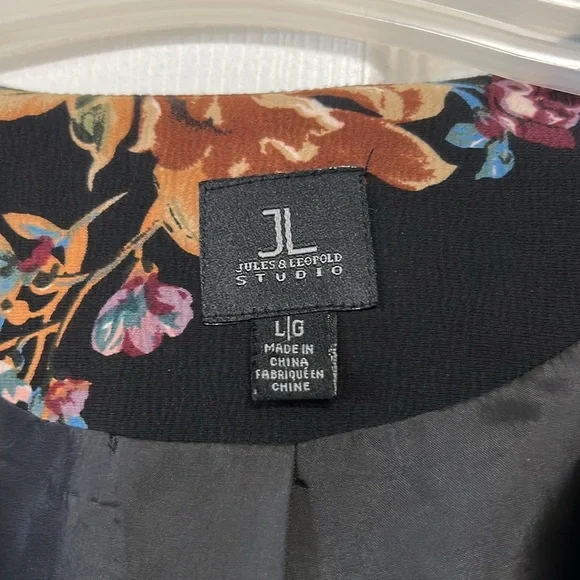 JL
JULES & LEOPOLD
STUDIO
L|G
MADE IN
CHINA
FABRIQUÉ EN
CHINE